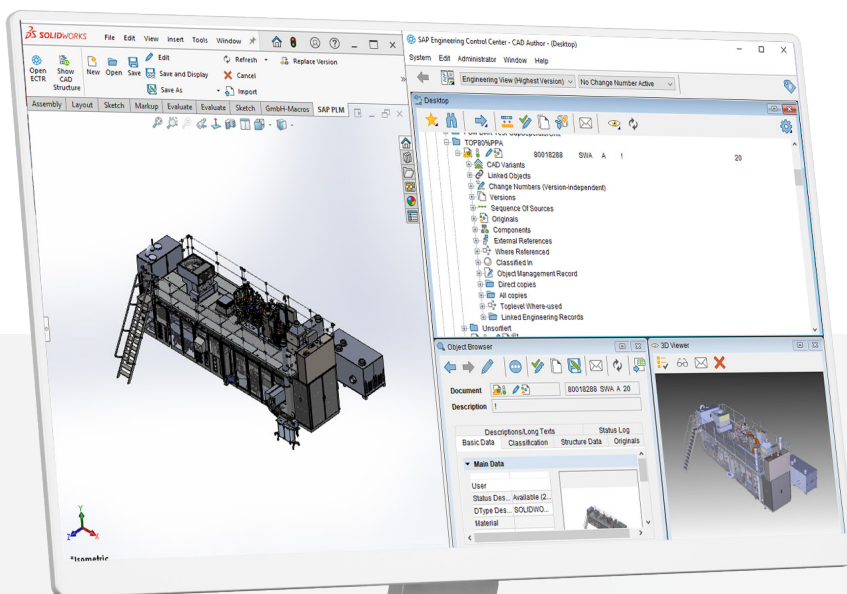 SOLIDWORKS File Edit View Insert Tools Window
Open ECTR
Show CAD Structure
New Open Save
Edit
Save and Display
Save As
Refresh
Cancel
Import
Replace Version
Assembly Layout Sketch Markup Evaluate Evaluate Sketch GmbH-Macros SAP PLM
Y
Z
X
*Isometric
SAP Engineering Control Center - CAD Author - (Desktop)
System Edit Administrator Window Help
Engineering View (Highest Version) No Change Number Active
Desktop
TOP80%PPA
80018288 SWA A ! 20
CAD Variants
Linked Objects
Change Numbers (Version-independent)
Versions
Sequence Of Sources
Originals
Components
External References
Where Referenced
Classified In
Object Management Record
Direct copies
All copies
Toplevel Where-used
Linked Engineering Records
Unsortiert
Object Browser
Document 80018288 SWA A 20
Description !
Descriptions/Long Texts Status Log
Basic Data Classification Structure Data Originals
Main Data
User
Status Des... Available (2...
DType Des... SOLIDWO...
Material
3D Viewer